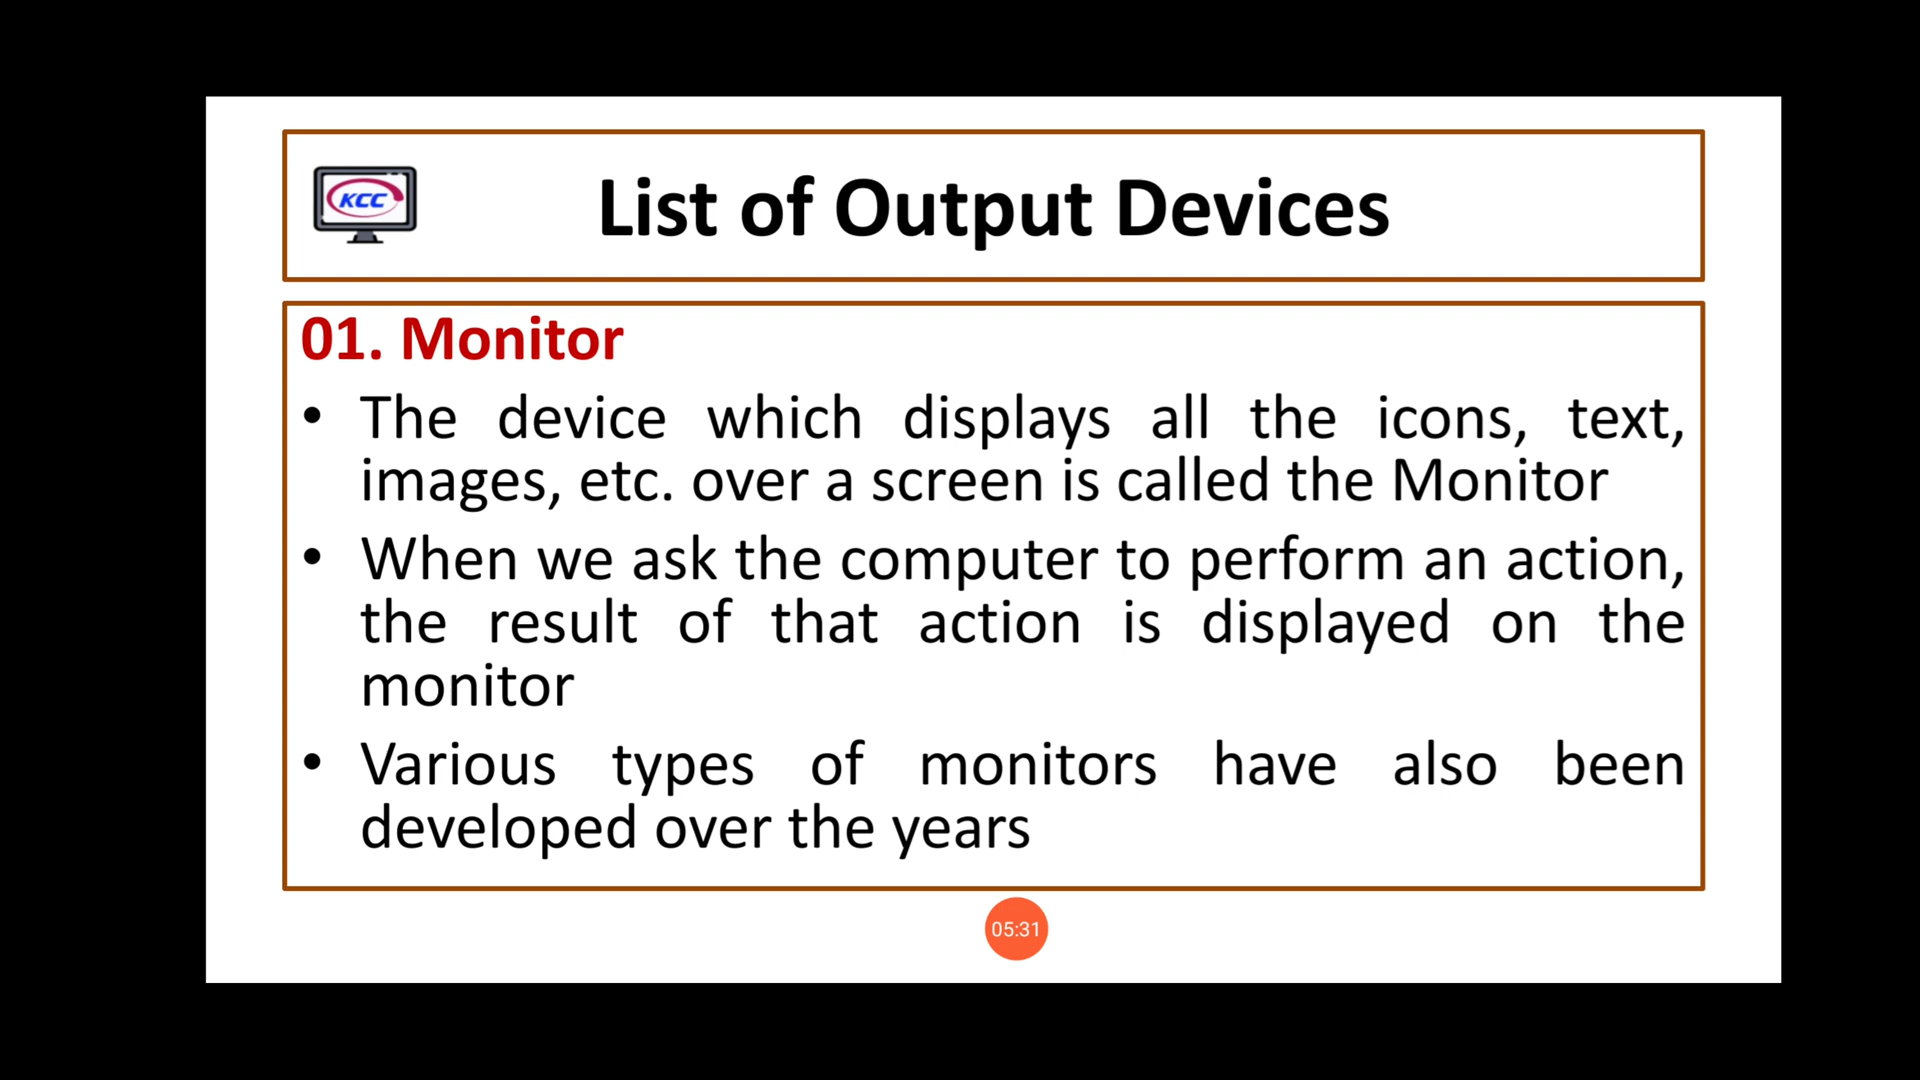 KCC
List of Output Devices
01. Monitor
• The device which displays all the icons, text,
images, etc. over a screen is called the Monitor
• When we ask the computer to perform an action,
the result of that action is displayed on the
monitor
• Various types of monitors have also been
developed over the years
05:31